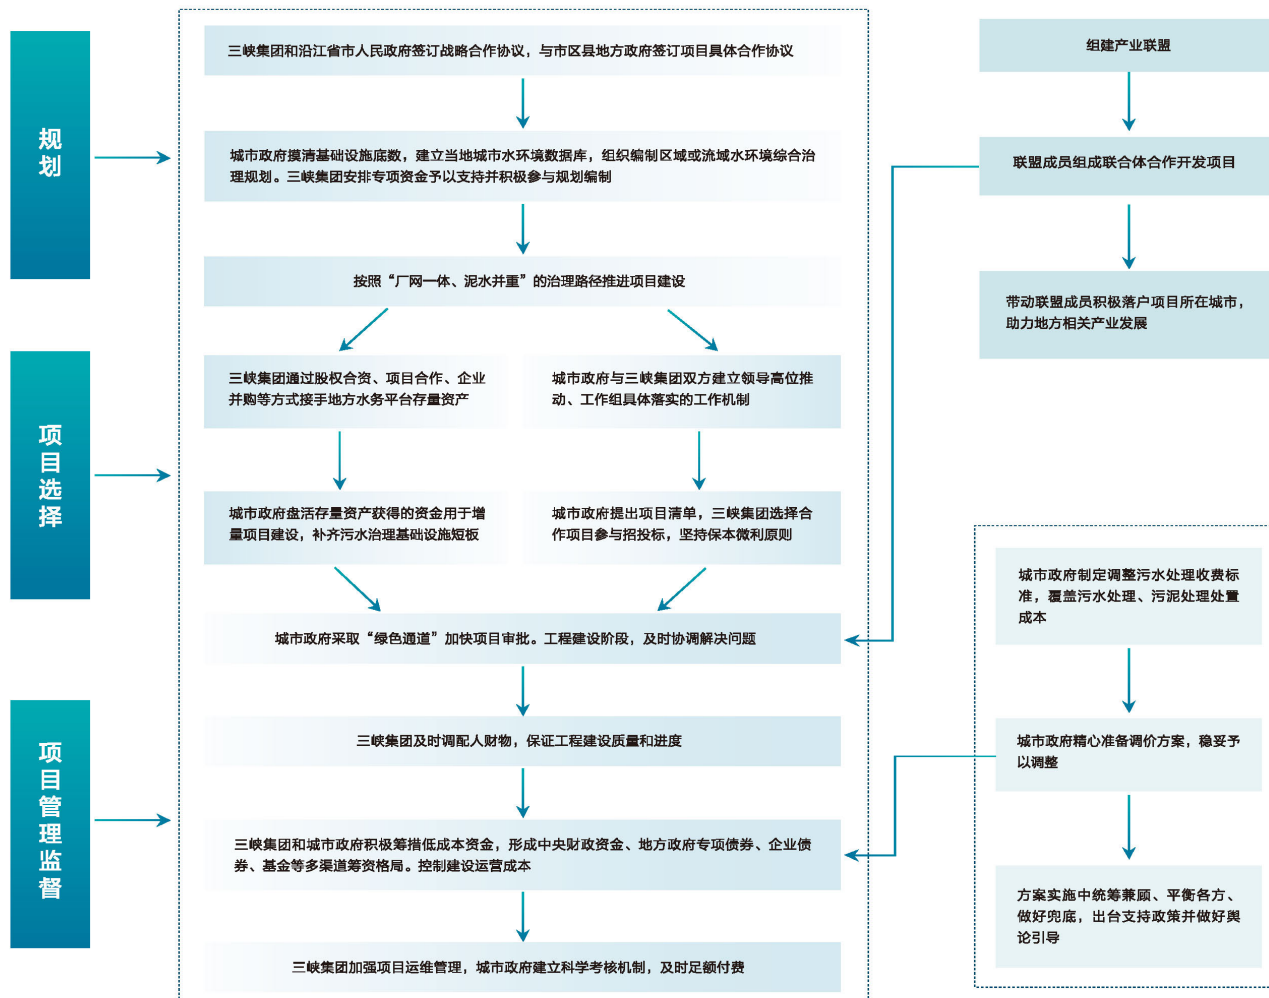 规划
项目选择
项目管理监督
三峡集团和沿江省市人民政府签订战略合作协议，与市区县地方政府签订项目具体合作协议
城市政府摸清基础设施底数，建立当地城市水环境数据库，组织编制区域或流域水环境综合治
理规划。三峡集团安排专项资金予以支持并积极参与规划编制
按照“厂网一体、泥水并重”的治理路径推进项目建设
三峡集团通过股权合资、项目合作、企业
并购等方式接手地方水务平台存量资产
城市政府与三峡集团双方建立领导高位推
动、工作组具体落实的工作机制
城市政府盘活存量资产获得的资金用于增
量项目建设，补齐污水治理基础设施短板
城市政府提出项目清单，三峡集团选择合
作项目参与招投标，坚持保本微利原则
城市政府采取“绿色通道”加快项目审批。工程建设阶段，及时协调解决问题
三峡集团及时调配人财物，保证工程建设质量和进度
三峡集团和城市政府积极筹措低成本资金，形成中央财政资金、地方政府专项债券、企业债
券、基金等多渠道筹资格局。控制建设运营成本
三峡集团加强项目运维管理，城市政府建立科学考核机制，及时足额付费
组建产业联盟
联盟成员组成联合体合作开发项目
带动联盟成员积极落户项目所在城市，
助力地方相关产业发展
城市政府制定调整污水处理收费标
准，覆盖污水处理、污泥处理处置
成本
城市政府精心准备调价方案，稳妥予
以调整
方案实施中统筹兼顾、平衡各方、
做好兜底，出台支持政策并做好舆
论引导